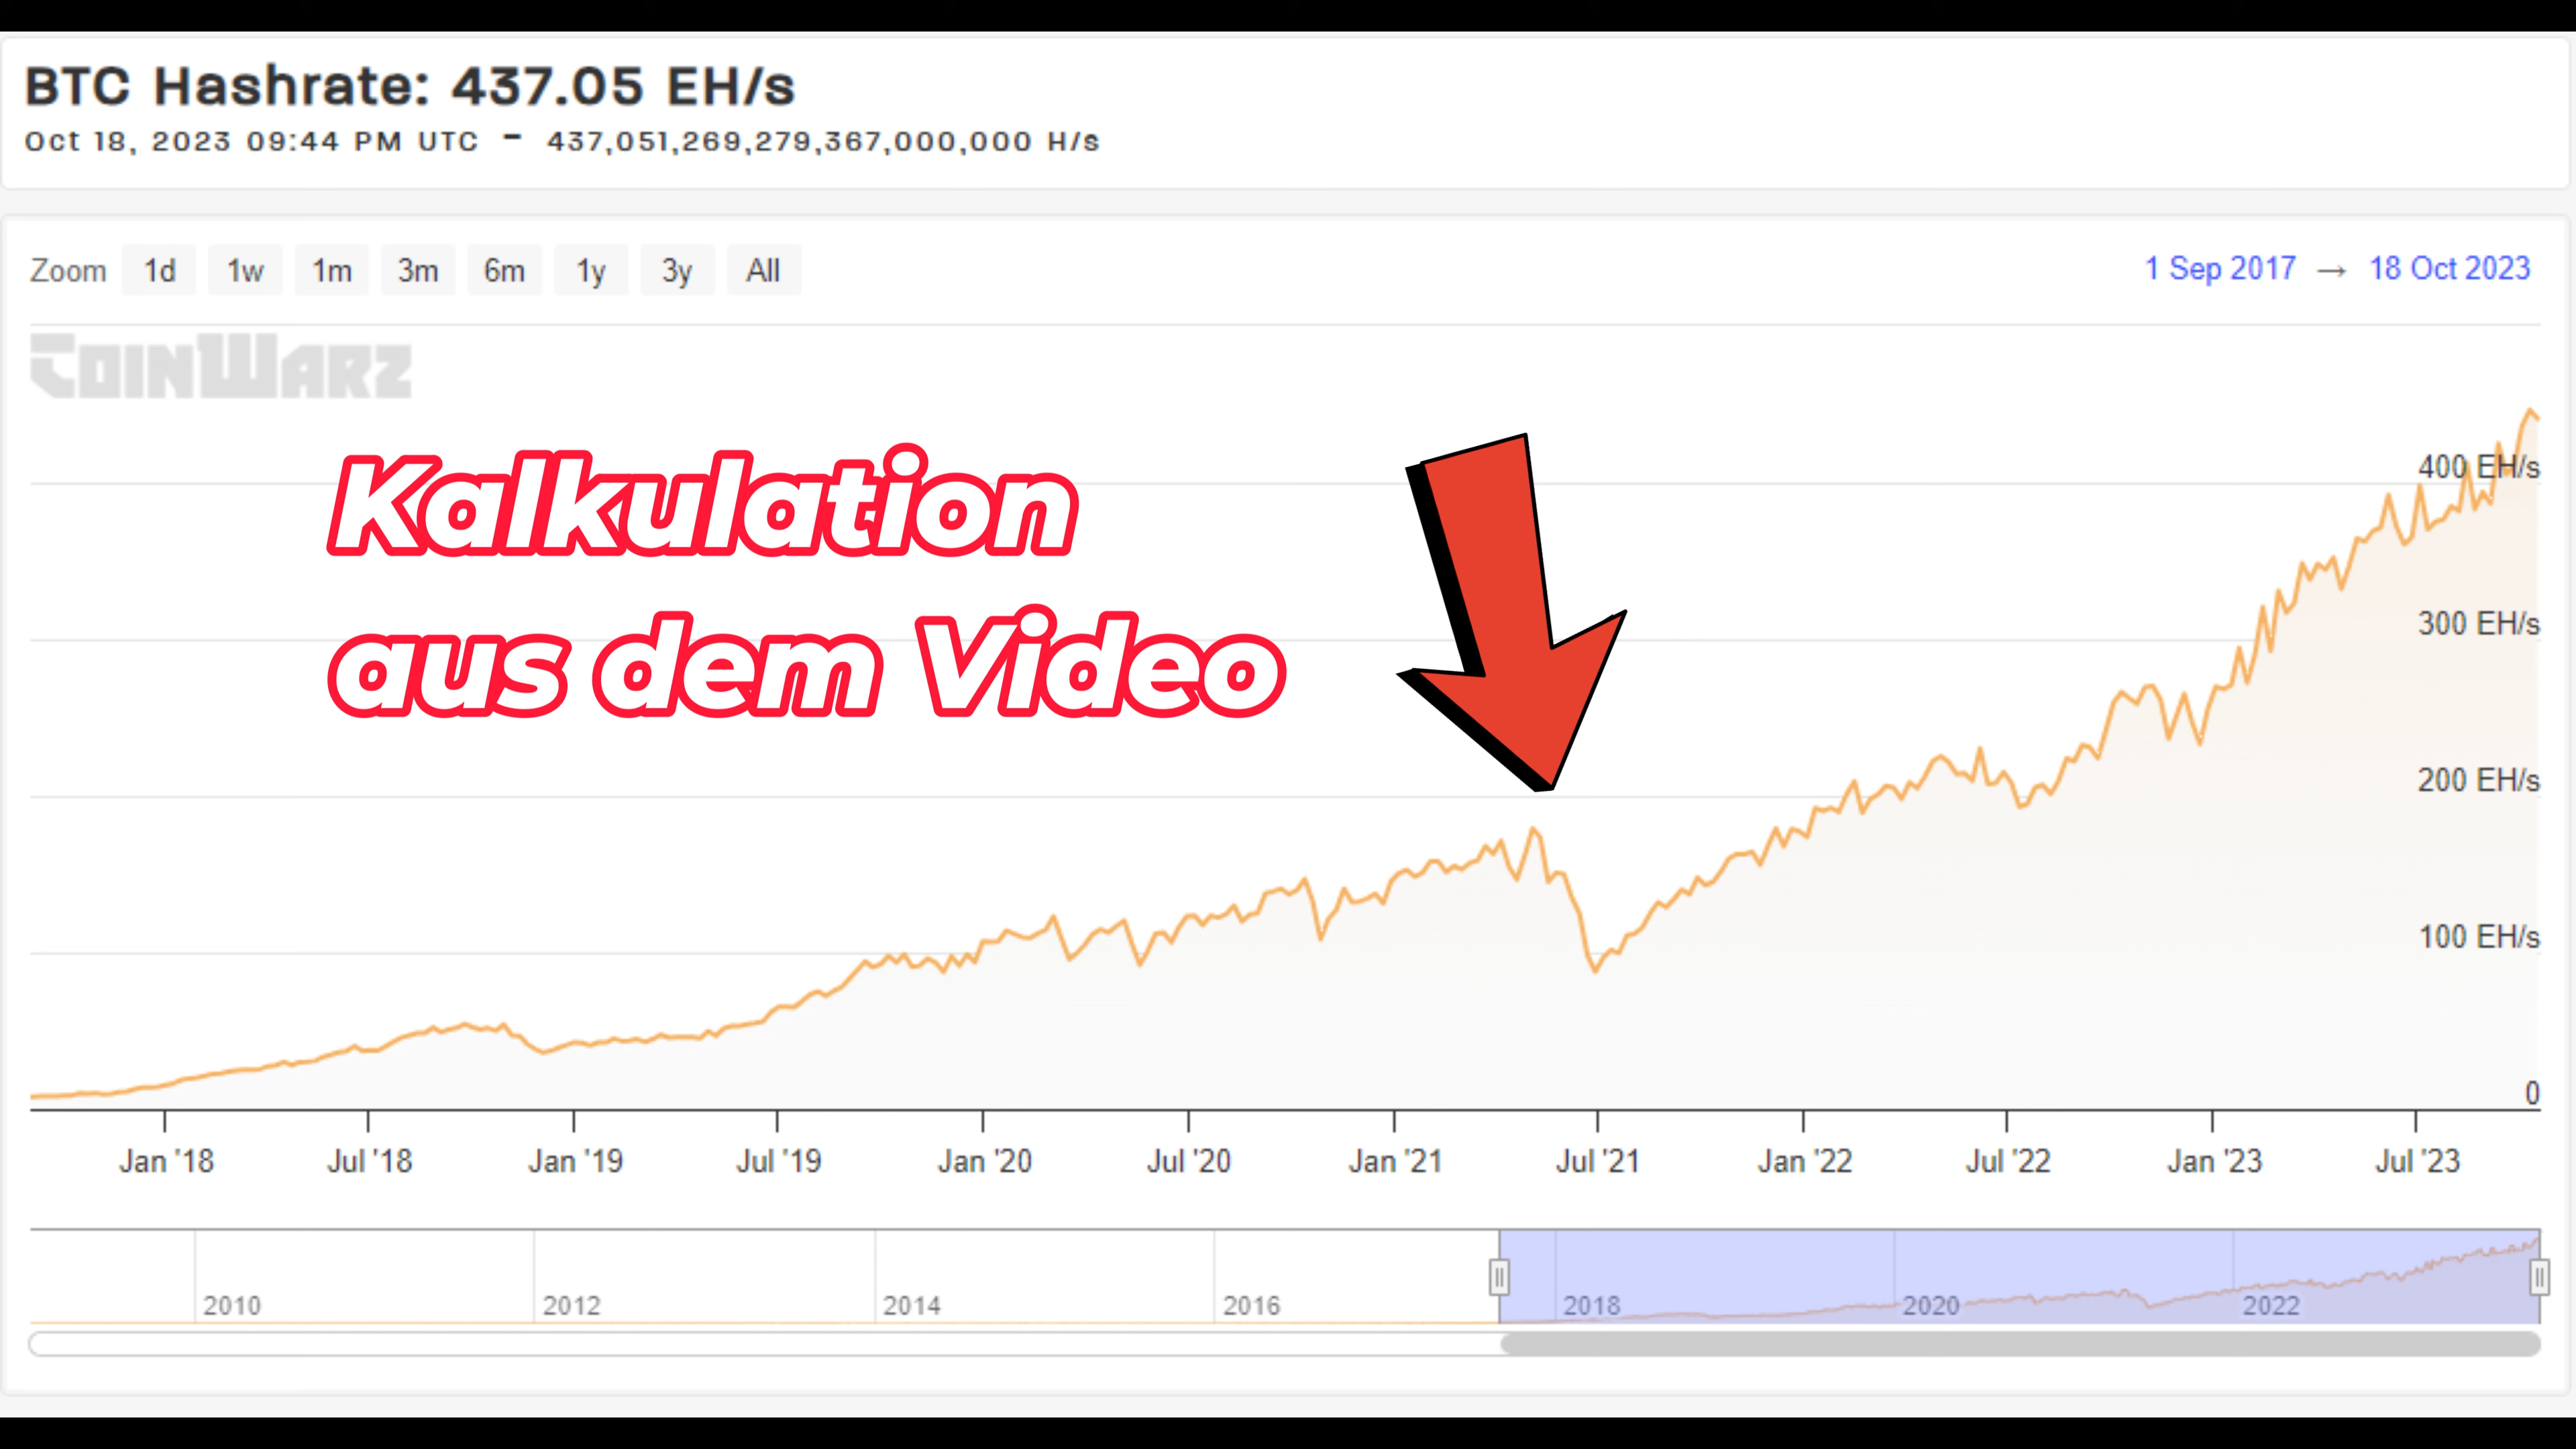 BTC Hashrate: 437.05 EH/s
Oct 18, 2023 09:44 PM UTC - 437,051,269,279,367,000,000 H/s
Zoom 1d 1w 1m 3m 6m 1y 3y All 1 Sep 2017 → 18 Oct 2023
COINWARZ
Kalkulation
aus dem Video
400 EH/s
300 EH/s
200 EH/s
100 EH/s
0
Jan '18 Jul '18 Jan '19 Jul '19 Jan '20 Jul '20 Jan '21 Jul '21 Jan '22 Jul '22 Jan '23 Jul '23
2010 2012 2014 2016 2018 2020 2022